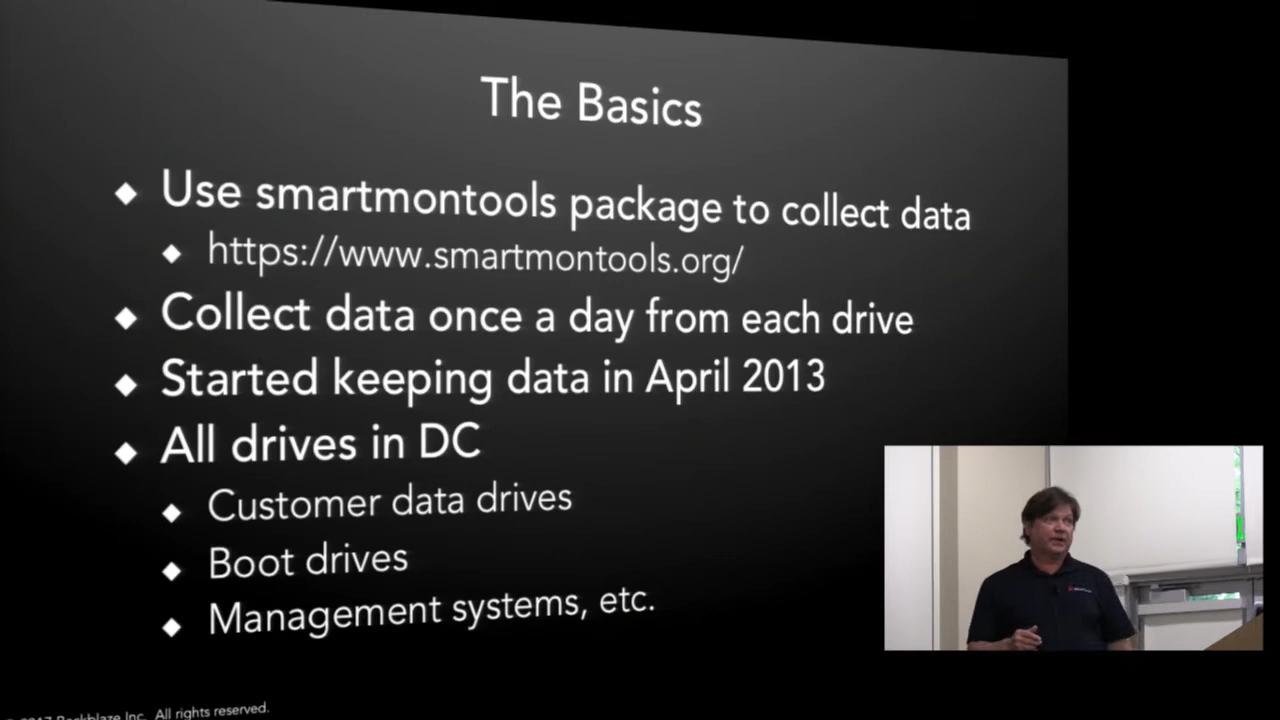 The Basics
◆ Use smartmontools package to collect data
◆ https://www.smartmontools.org/
◆ Collect data once a day from each drive
◆ Started keeping data in April 2013
◆ All drives in DC
◆ Customer data drives
◆ Boot drives
◆ Management systems, etc.
2017 Backblaze Inc. All rights reserved.